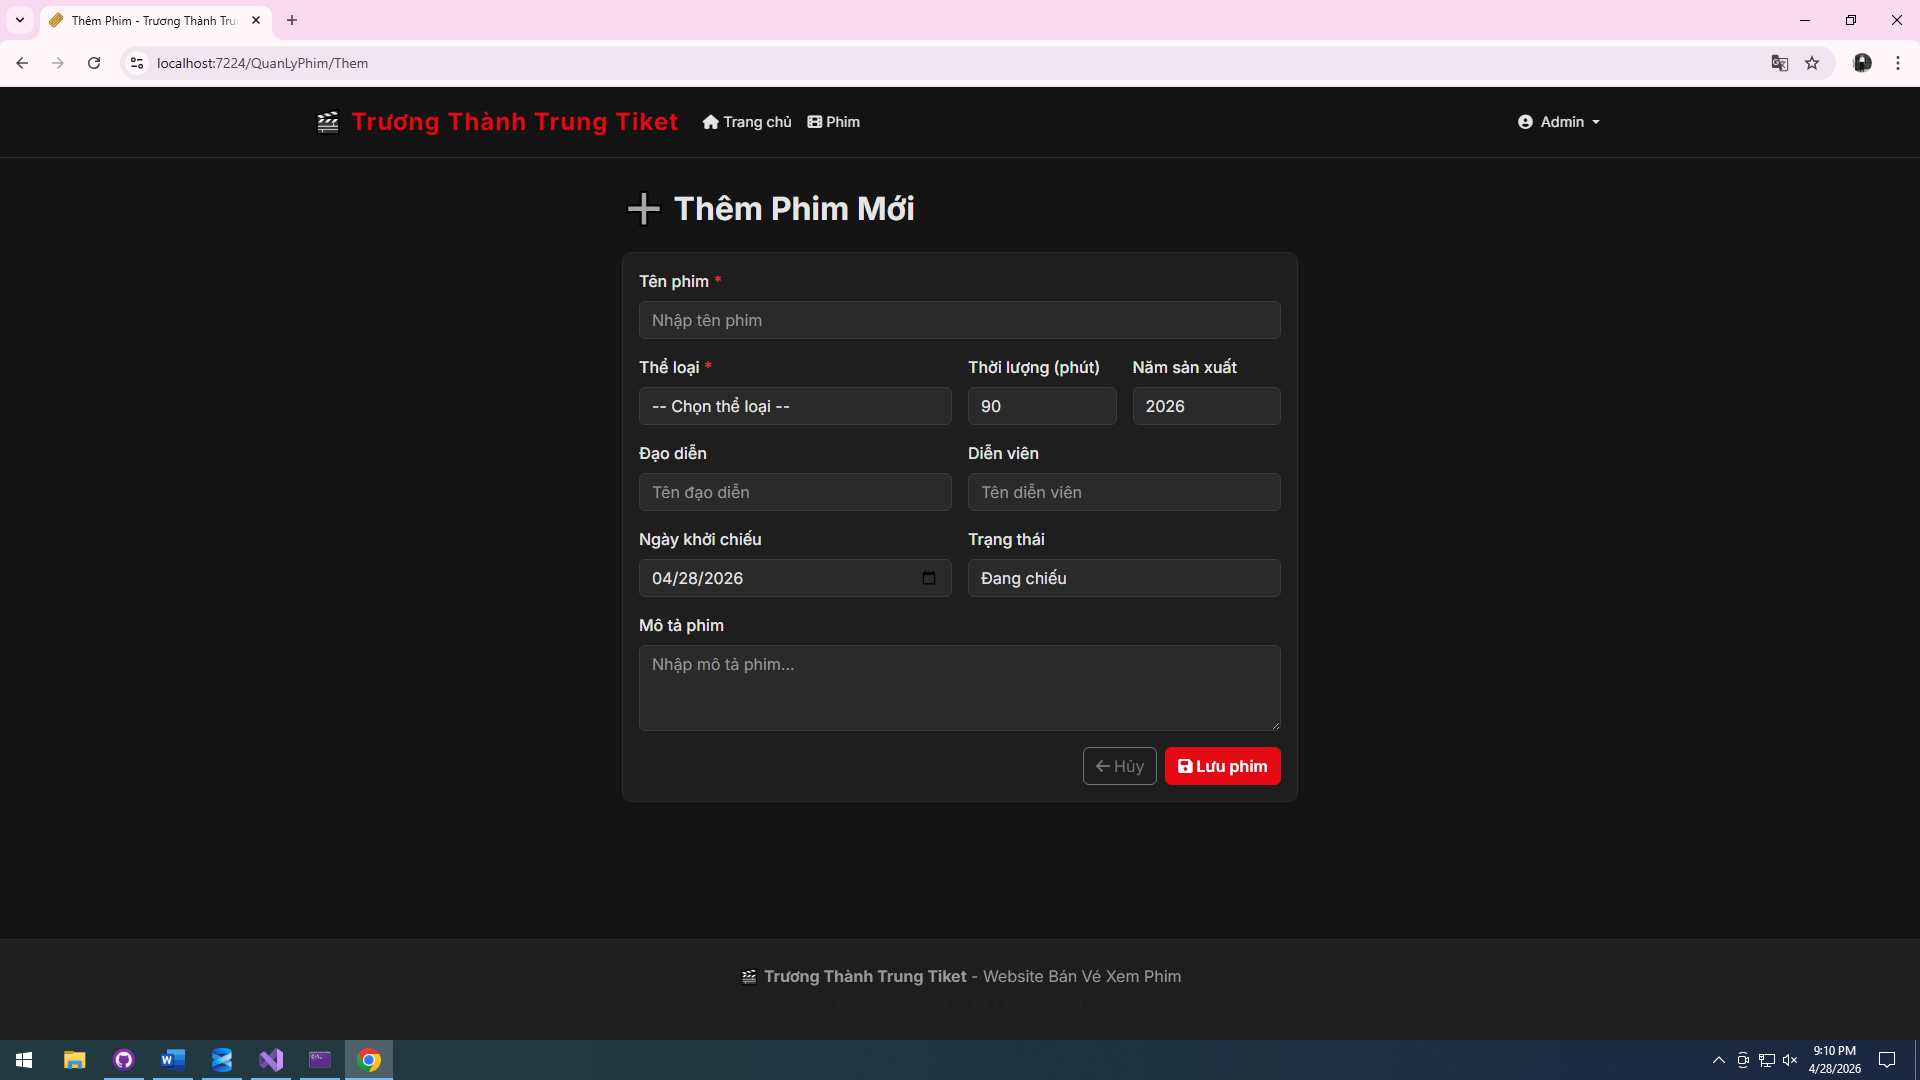 Thêm Phim - Trương Thành Tru
localhost:7224/QuanLyPhim/Them
Trương Thành Trung Tiket
Trang chủ
Phim
Admin
Thêm Phim Mới
Tên phim *
Nhập tên phim
Thể loại *
Thời lượng (phút)
Năm sản xuất
-- Chọn thể loại --
90
2026
Đạo diễn
Diễn viên
Tên đạo diễn
Tên diễn viên
Ngày khởi chiếu
Trạng thái
04/28/2026
Đang chiếu
Mô tả phim
Nhập mô tả phim...
Hủy
Lưu phim
Trương Thành Trung Tiket - Website Bán Vé Xem Phim
9:10 PM
4/28/2026